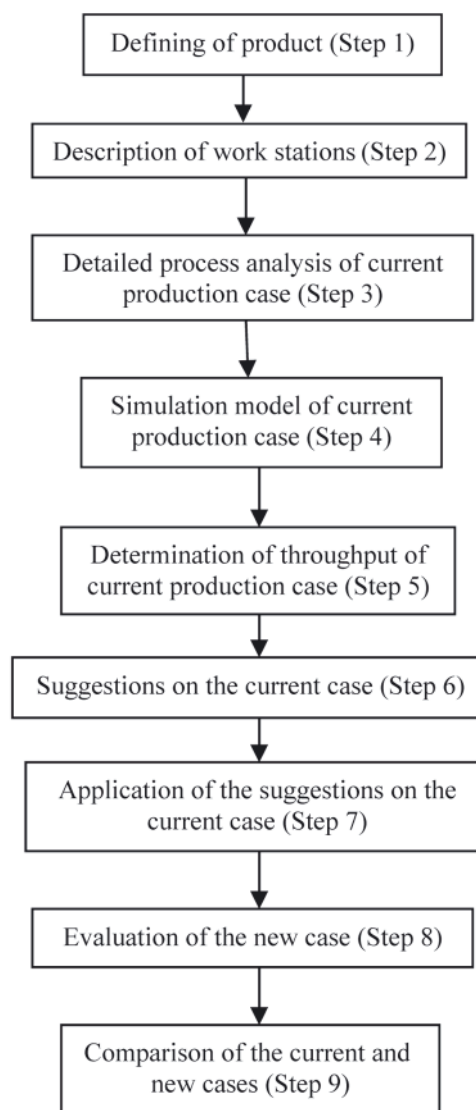 Defining of product (Step 1)
Description of work stations (Step 2)
Detailed process analysis of current
production case (Step 3)
Simulation model of current
production case (Step 4)
Determination of throughput of
current production case (Step 5)
Suggestions on the current case (Step 6)
Application of the suggestions on the
current case (Step 7)
Evaluation of the new case (Step 8)
Comparison of the current and
new cases (Step 9)